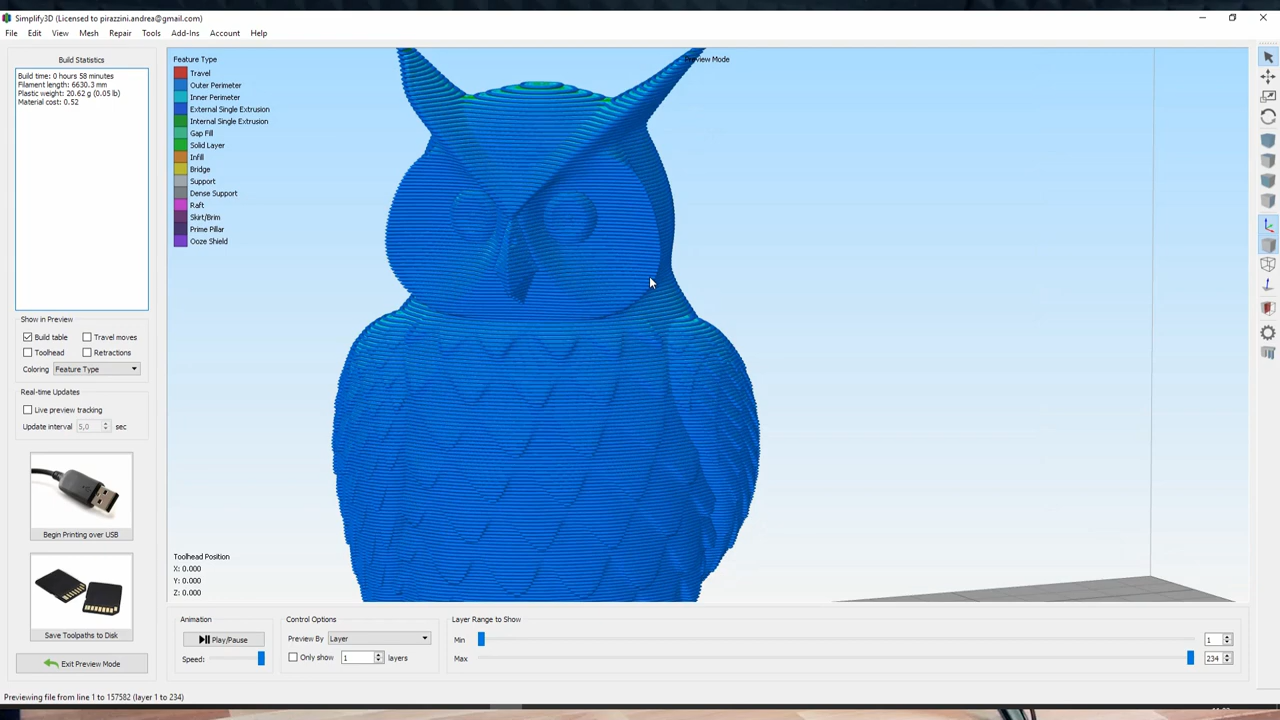 Simplify3D (Licensed to pirazzini.andrea@gmail.com)
File Edit View Mesh Repair Tools Add-Ins Account Help
Build Statistics
Build time: 0 hours 58 minutes
Filament length: 6630.3 mm
Plastic weight: 20.62 g (0.05 lb)
Material cost: 0.52
Show in Preview
Build table
Travel moves
Toolhead
Retractions
Coloring Feature Type
Real-time Updates
Live preview tracking
Update interval 5,0 sec
Begin Printing over USB
Save Toolpaths to Disk
Exit Preview Mode
Feature Type
Travel
Outer Perimeter
Inner Perimeter
External Single Extrusion
Internal Single Extrusion
Gap Fill
Solid Layer
Infill
Bridge
Support
Dense Support
Raft
Skirt/Brim
Prime Pillar
Ooze Shield
Preview Mode
Toolhead Position
X: 0.000
Y: 0.000
Z: 0.000
Animation
Play/Pause
Speed:
Control Options
Preview By Layer
Only show 1 layers
Layer Range to Show
Min 1
Max 234
Previewing file from line 1 to 157582 (layer 1 to 234)